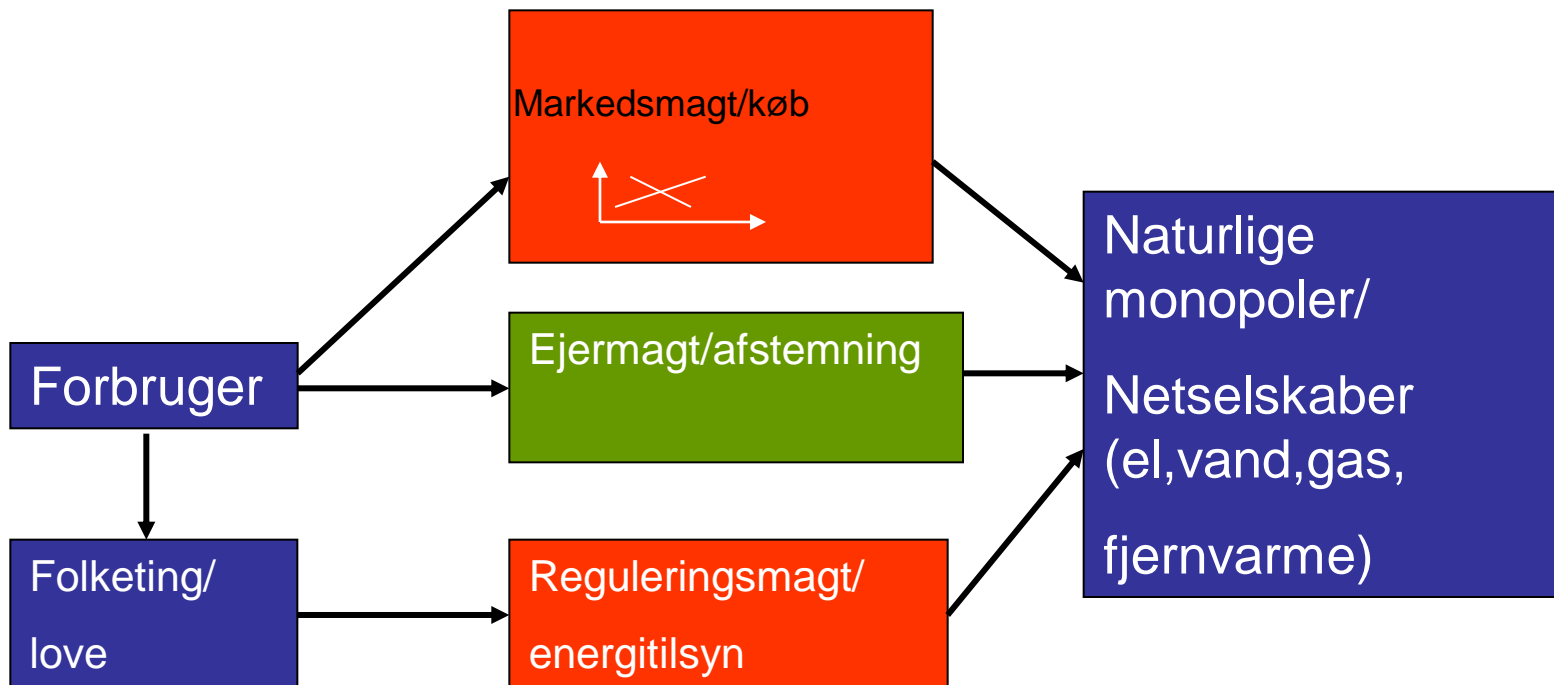 Markedsmagt/køb
Ejermagt/afstemning
Forbruger
Folketing/
love
Reguleringsmagt/
energitilsyn
Naturlige
monopoler/
Netselskaber
(el,vand,gas,
fjernvarme)